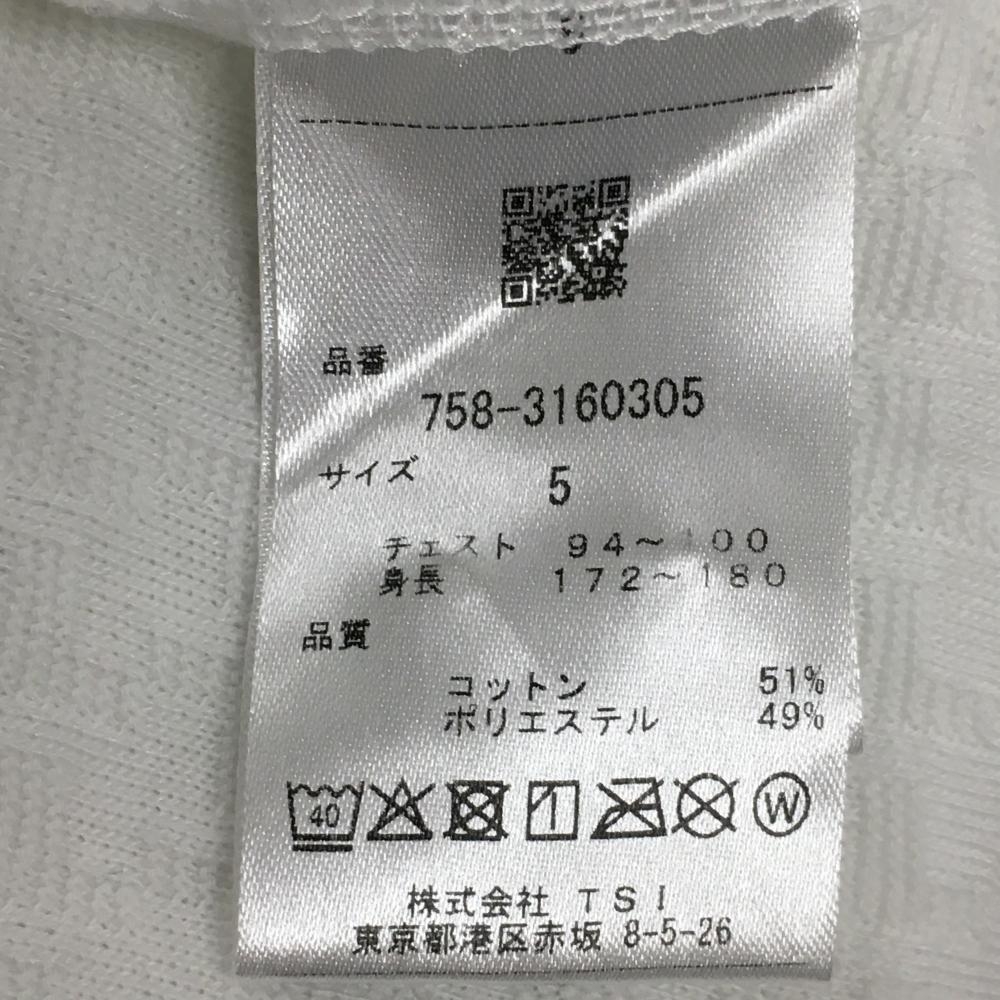 品番
758-3160305
サイズ 5
チェスト 94～100
身長 172～180
品質
コットン 51%
ポリエステル 49%
40 W
株式会社 TSI
東京都港区赤坂 8-5-26